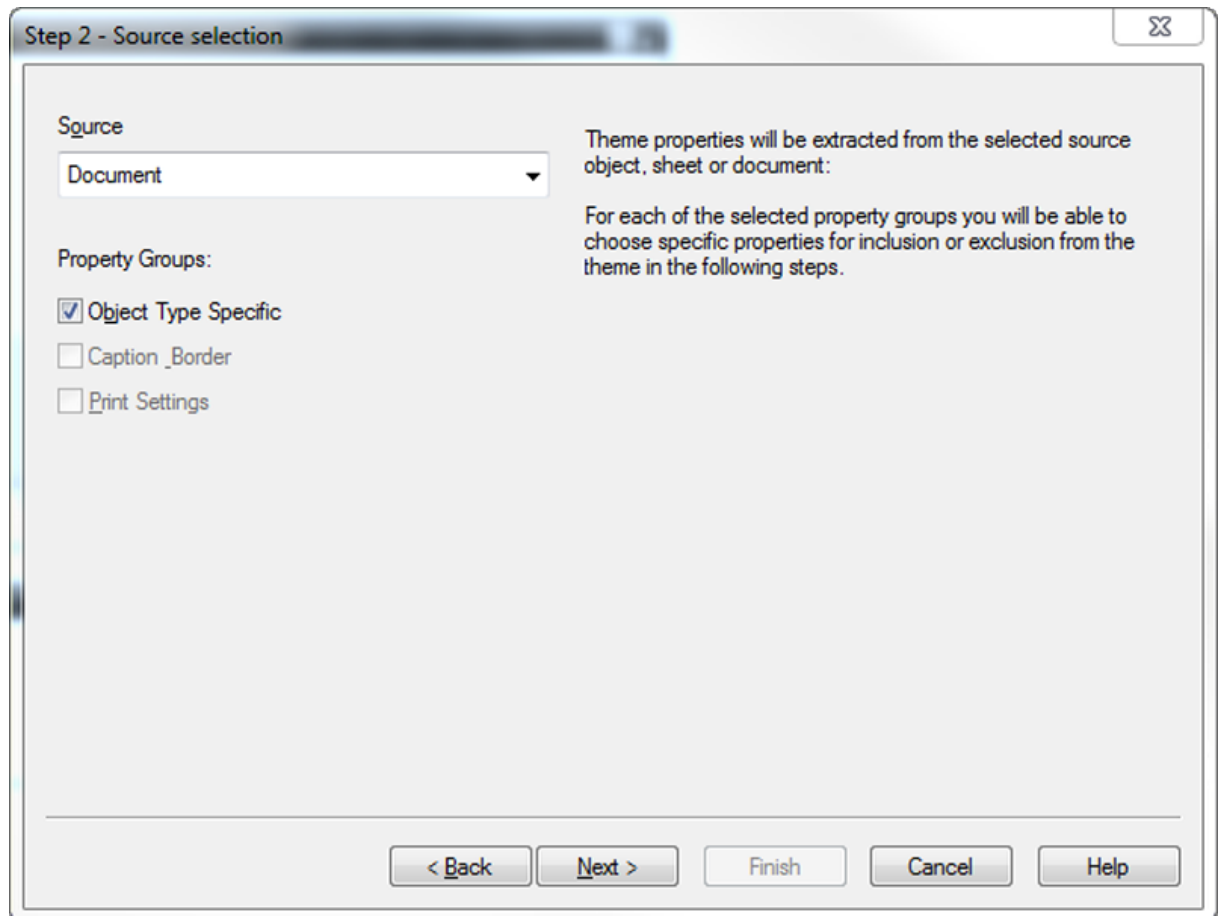 Step 2 - Source selection
Source
Document
Theme properties will be extracted from the selected source
object, sheet or document:
For each of the selected property groups you will be able to
choose specific properties for inclusion or exclusion from the
theme in the following steps.
Property Groups:
Object Type Specific
Caption _Border
Print Settings
< Back
Next >
Finish
Cancel
Help